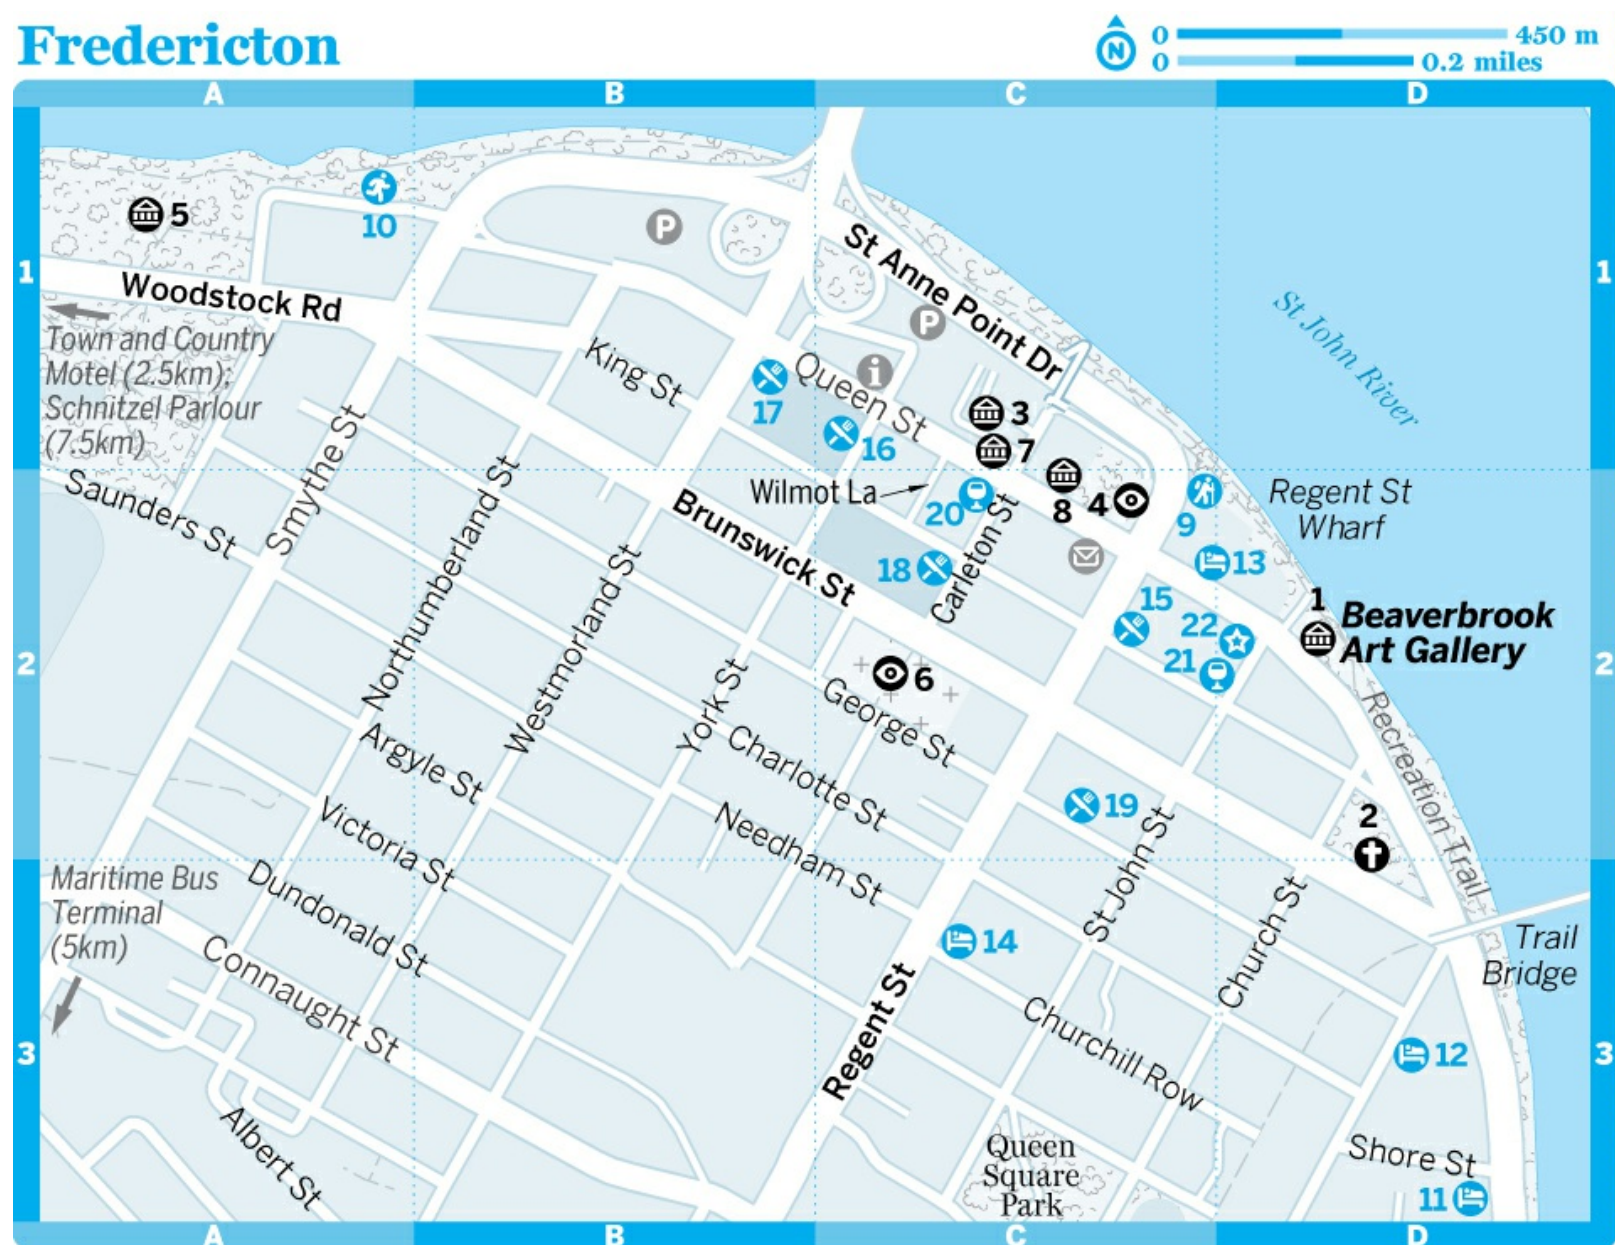 Fredericton
N
0 450 m
0 0.2 miles
A B C D
1
1
5
10
P
Woodstock Rd
Town and Country
Motel (2.5km);
Schnitzel Parlour
(7.5km)
St Anne Point Dr
P
i
St John River
King St
Queen St
17
16
3
7
Smythe St
Saunders St
Northumberland St
Westmorland St
Wilmot La
20
Carleton St
8
4
9
Regent St
Wharf
Brunswick St
18
13
15
22
21
1
Beaverbrook
Art Gallery
2
2
6
George St
York St
Argyle St
Charlotte St
Recreation Trail
Victoria St
Needham St
19
St John St
2
Maritime Bus
Terminal
(5km)
Dundonald St
Connaught St
14
Church St
Trail
Bridge
Regent St
Churchill Row
12
3
3
Albert St
Queen
Square
Park
Shore St
11
A B C D